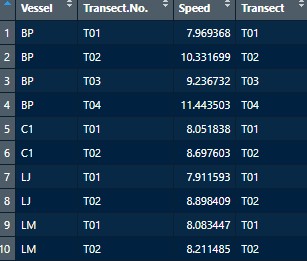 Vessel Transect.No. Speed Transect
1 BP T01 7.969368 T01
2 BP T02 10.331699 T02
3 BP T03 9.236732 T03
4 BP T04 11.443503 T04
5 C1 T01 8.051838 T01
6 C1 T02 8.697603 T02
7 LJ T01 7.911593 T01
8 LJ T02 8.898409 T02
9 LM T01 8.083447 T01
10 LM T02 8.211485 T02